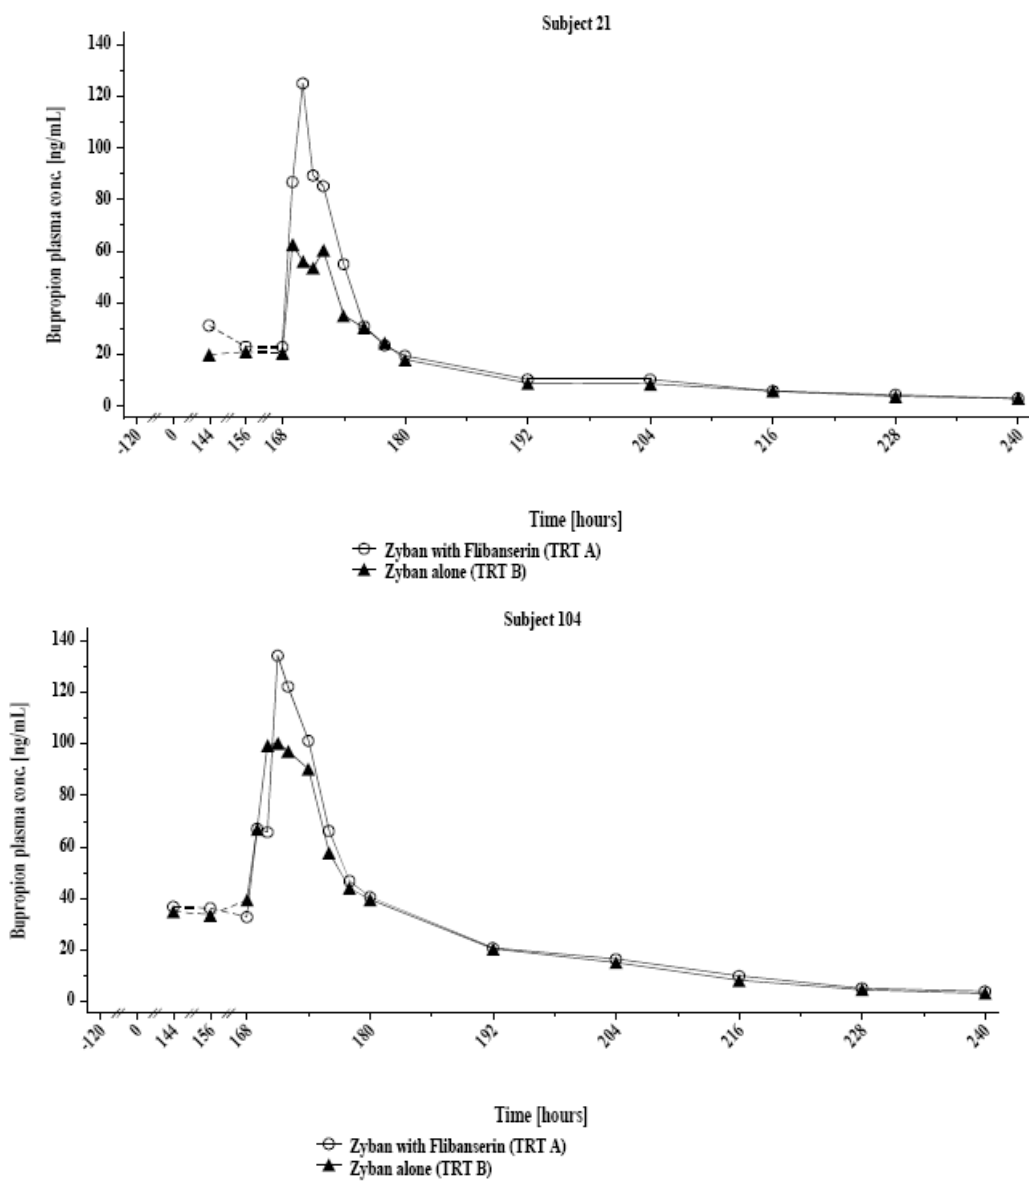 Subject 21
Bupropion plasma conc. [ng/mL]
140
120
100
80
60
40
20
0
-120 0 144 156 168 180 192 204 216 228 240
Time [hours]
Zyban with Flibanserin (TRT A)
Zyban alone (TRT B)
Subject 104
Bupropion plasma conc. [ng/mL]
140
120
100
80
60
40
20
0
-120 0 144 156 168 180 192 204 216 228 240
Time [hours]
Zyban with Flibanserin (TRT A)
Zyban alone (TRT B)